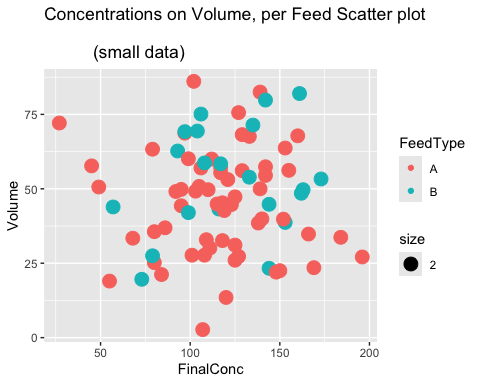 Concentrations on Volume, per Feed Scatter plot
(small data)
75
50
25
0
Volume
50
100
150
200
FinalConc
FeedType
A
B
size
2